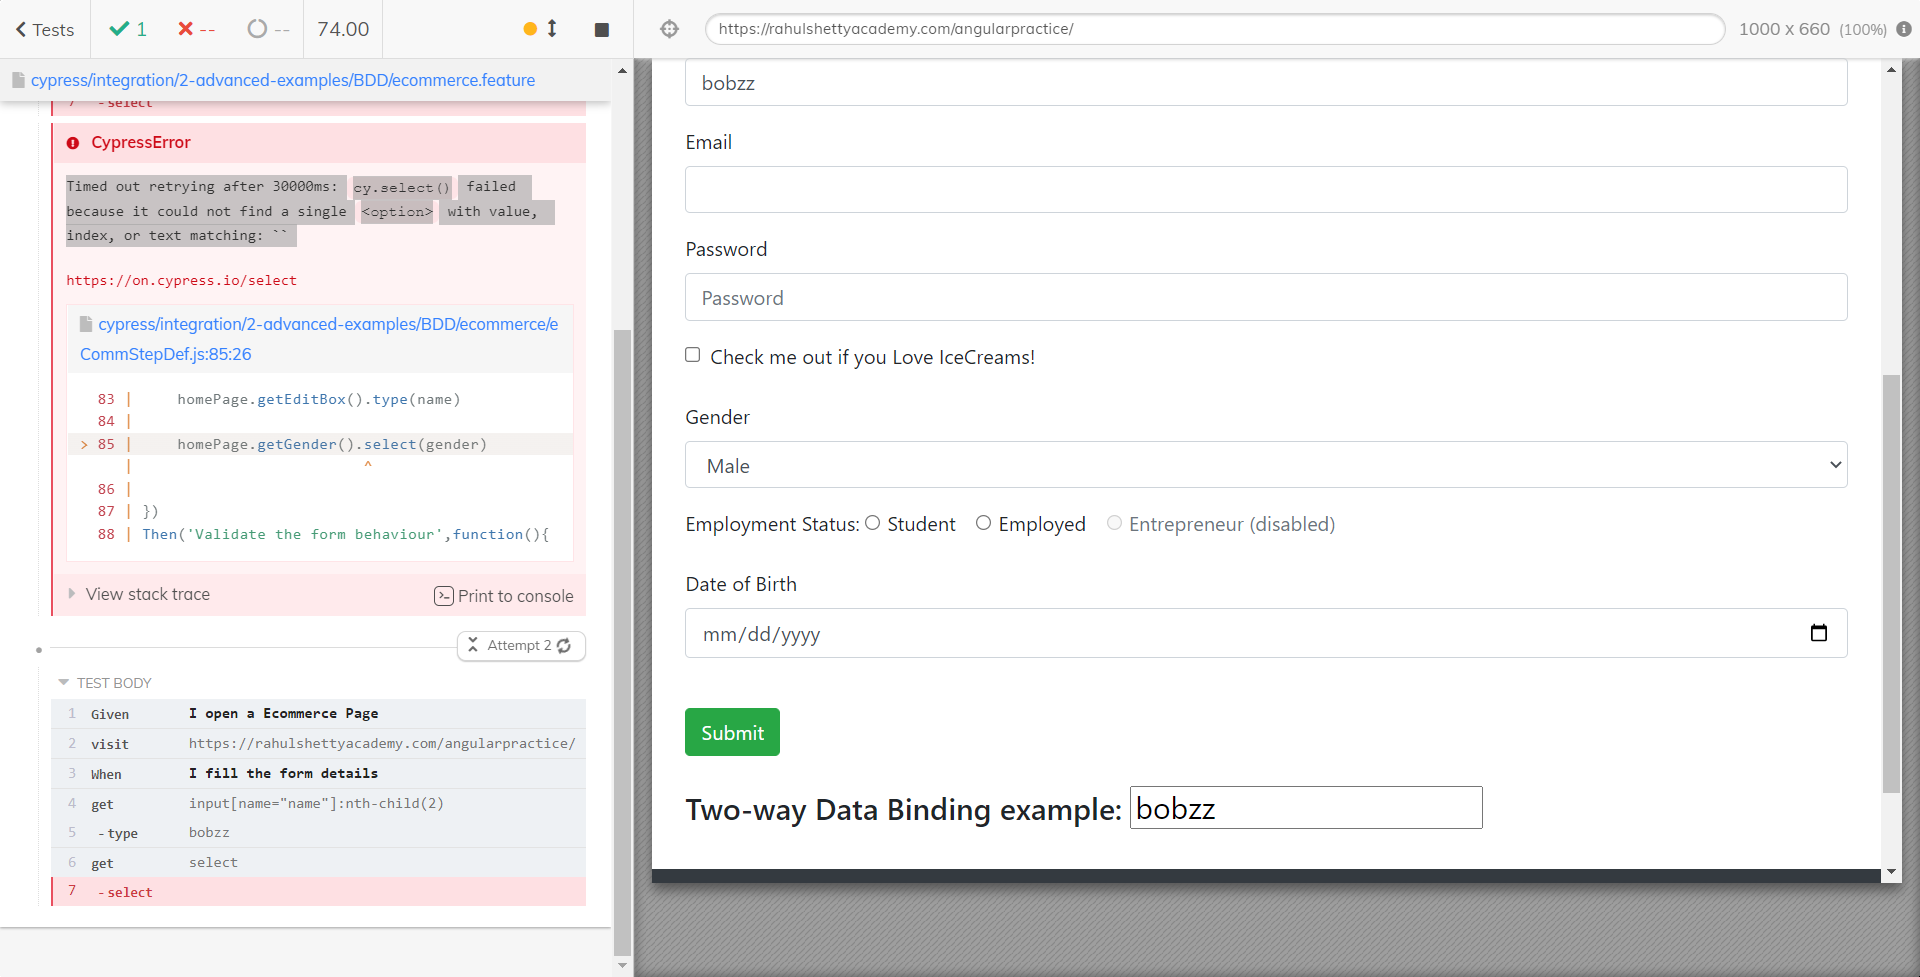 Tests
1
--
--
74.00
https://rahulshettyacademy.com/angularpractice/
1000 x 660 (100%)
cypress/integration/2-advanced-examples/BDD/ecommerce.feature
7 -select
CypressError
Timed out retrying after 30000ms: cy.select() failed
because it could not find a single <option> with value,
index, or text matching: ``
https://on.cypress.io/select
cypress/integration/2-advanced-examples/BDD/ecommerce/e
CommStepDef.js:85:26
83 |     homePage.getEditBox().type(name)
84 |
> 85 |     homePage.getGender().select(gender)
|                          ^
86 |
87 | })
88 | Then('Validate the form behaviour',function(){
View stack trace
Print to console
Attempt 2
TEST BODY
1 Given I open a Ecommerce Page
2 visit https://rahulshettyacademy.com/angularpractice/
3 When I fill the form details
4 get input[name="name"]:nth-child(2)
5 -type bobzz
6 get select
7 -select
bobzz
Email
Password
Password
Check me out if you Love IceCreams!
Gender
Male
Employment Status: Student Employed Entrepreneur (disabled)
Date of Birth
mm/dd/yyyy
Submit
Two-way Data Binding example: bobzz